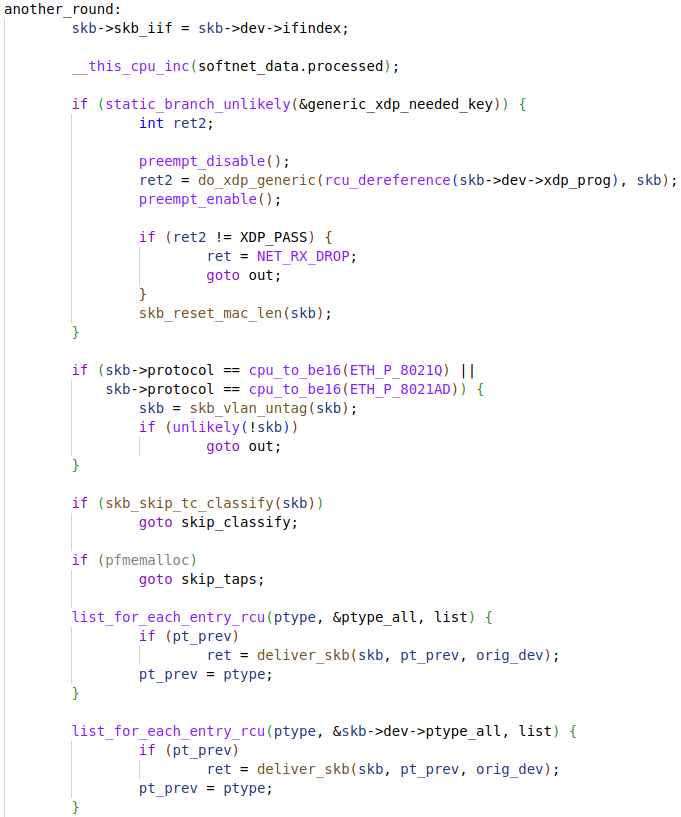 another_round:
        skb->skb_iif = skb->dev->ifindex;

        __this_cpu_inc(softnet_data.processed);

        if (static_branch_unlikely(&generic_xdp_needed_key)) {
                int ret2;

                preempt_disable();
                ret2 = do_xdp_generic(rcu_dereference(skb->dev->xdp_prog), skb);
                preempt_enable();

                if (ret2 != XDP_PASS) {
                        ret = NET_RX_DROP;
                        goto out;
                }
                skb_reset_mac_len(skb);
        }

        if (skb->protocol == cpu_to_be16(ETH_P_8021Q) ||
            skb->protocol == cpu_to_be16(ETH_P_8021AD)) {
                skb = skb_vlan_untag(skb);
                if (unlikely(!skb))
                        goto out;
        }

        if (skb_skip_tc_classify(skb))
                goto skip_classify;

        if (pfmemalloc)
                goto skip_taps;

        list_for_each_entry_rcu(ptype, &ptype_all, list) {
                if (pt_prev)
                        ret = deliver_skb(skb, pt_prev, orig_dev);
                pt_prev = ptype;
        }

        list_for_each_entry_rcu(ptype, &skb->dev->ptype_all, list) {
                if (pt_prev)
                        ret = deliver_skb(skb, pt_prev, orig_dev);
                pt_prev = ptype;
        }